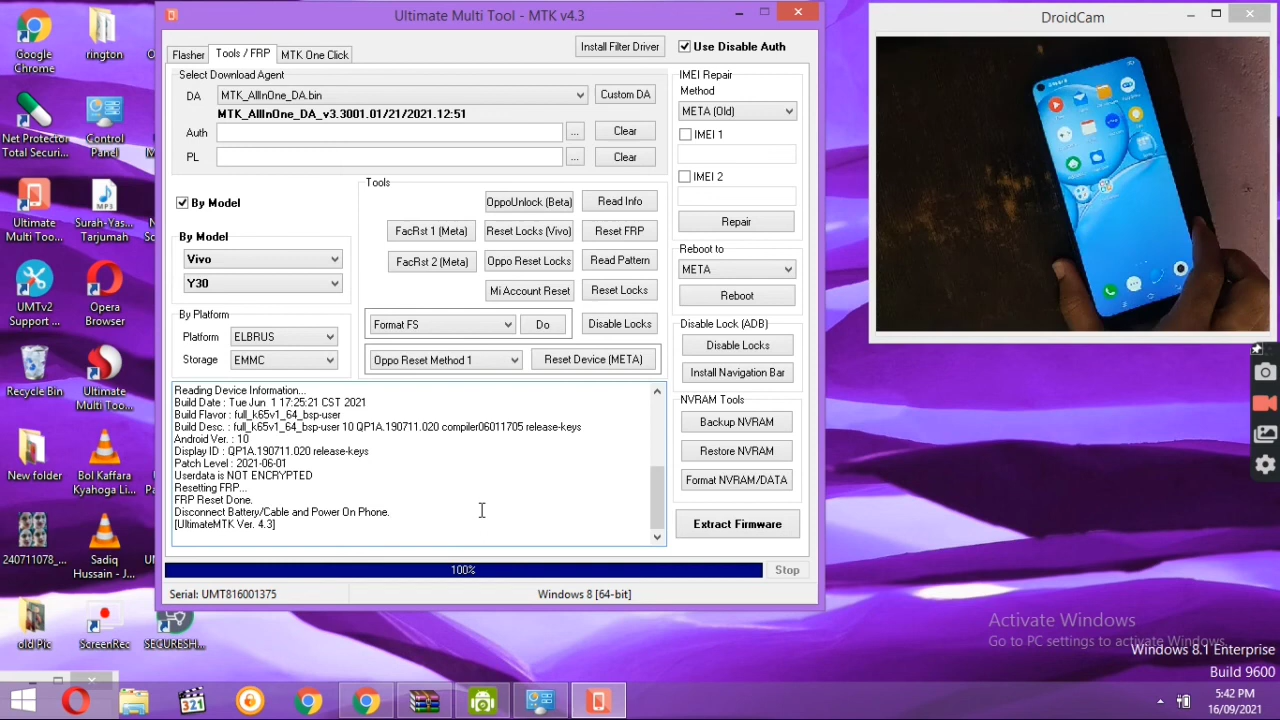 Ultimate Multi Tool - MTK v4.3
DroidCam
Google Chrome
rington
Net Protector Total Securi...
Control Panel
Ultimate Multi Too...
Surah-Yas... Tarjumah
UMTv2 Support ...
Opera Browser
Recycle Bin
Ultimate Multi Too...
New folder
Bol Kaffara Kyahoga Li...
240711078_...
Sadiq Hussain - J...
old Pic
ScreenRec
SECURESH...
Flasher
Tools / FRP
MTK One Click
Install Filter Driver
Use Disable Auth
Select Download Agent
DA
MTK_AllInOne_DA.bin
Custom DA
MTK_AllInOne_DA_v3.3001.01/21/2021.12:51
Auth
...
Clear
PL
...
Clear
By Model
By Model
Vivo
Y30
By Platform
Platform
ELBRUS
Storage
EMMC
Tools
OppoUnlock (Beta)
Read Info
FacRst 1 (Meta)
Reset Locks (Vivo)
Reset FRP
FacRst 2 (Meta)
Oppo Reset Locks
Read Pattern
Mi Account Reset
Reset Locks
Format FS
Do
Disable Locks
Oppo Reset Method 1
Reset Device (META)
IMEI Repair
Method
META (Old)
IMEI 1
IMEI 2
Repair
Reboot to
META
Reboot
Disable Lock (ADB)
Disable Locks
Install Navigation Bar
NVRAM Tools
Backup NVRAM
Restore NVRAM
Format NVRAM/DATA
Extract Firmware
Reading Device Information...
Build Date : Tue Jun 1 17:25:21 CST 2021
Build Flavor : full_k65v1_64_bsp-user
Build Desc. : full_k65v1_64_bsp-user 10 QP1A.190711.020 compiler06011705 release-keys
Android Ver. : 10
Display ID : QP1A.190711.020 release-keys
Patch Level : 2021-06-01
Userdata is NOT ENCRYPTED
Resetting FRP...
FRP Reset Done.
Disconnect Battery/Cable and Power On Phone.
[UltimateMTK Ver. 4.3]
100%
Stop
Serial: UMT816001375
Windows 8 [64-bit]
Activate Windows
Go to PC settings to activate Windows.
Windows 8.1 Enterprise
Build 9600
321
5:42 PM
16/09/2021